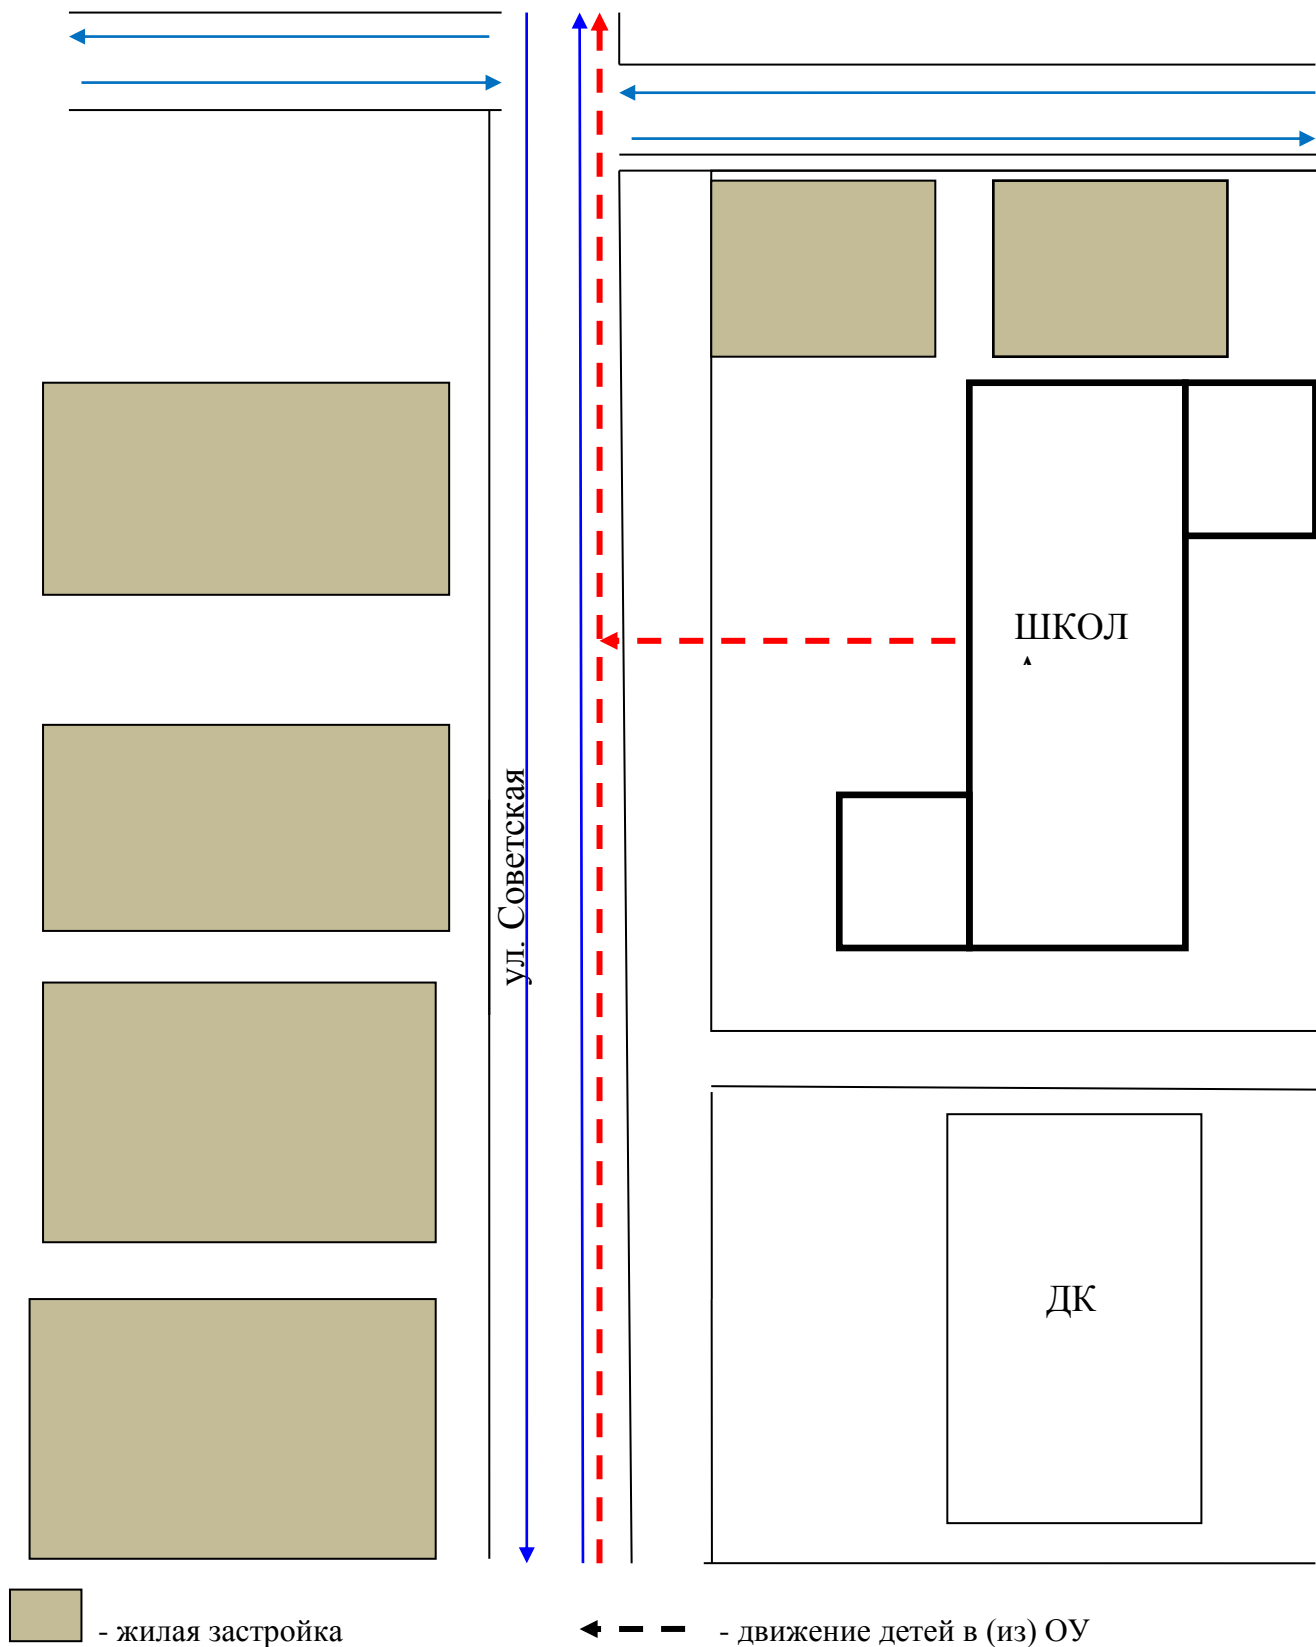 ШКОЛ
ул. Советская
ДК
- жилая застройка
- движение детей в (из) ОУ